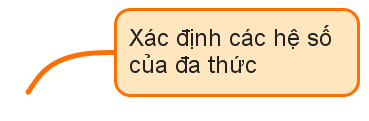 Xác định các hệ số
của đa thức